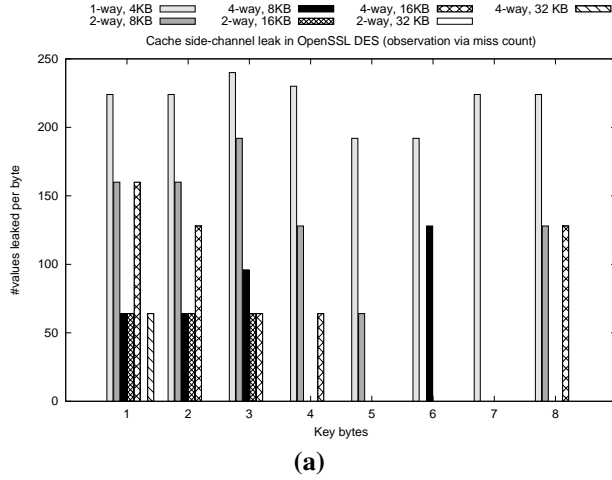 1-way, 4KB 4-way, 8KB 4-way, 16KB 4-way, 32 KB
2-way, 8KB 2-way, 16KB 2-way, 32 KB
Cache side-channel leak in OpenSSL DES (observation via miss count)
250
200
150
100
50
0
#values leaked per byte
1 2 3 4 5 6 7 8
Key bytes
(a)